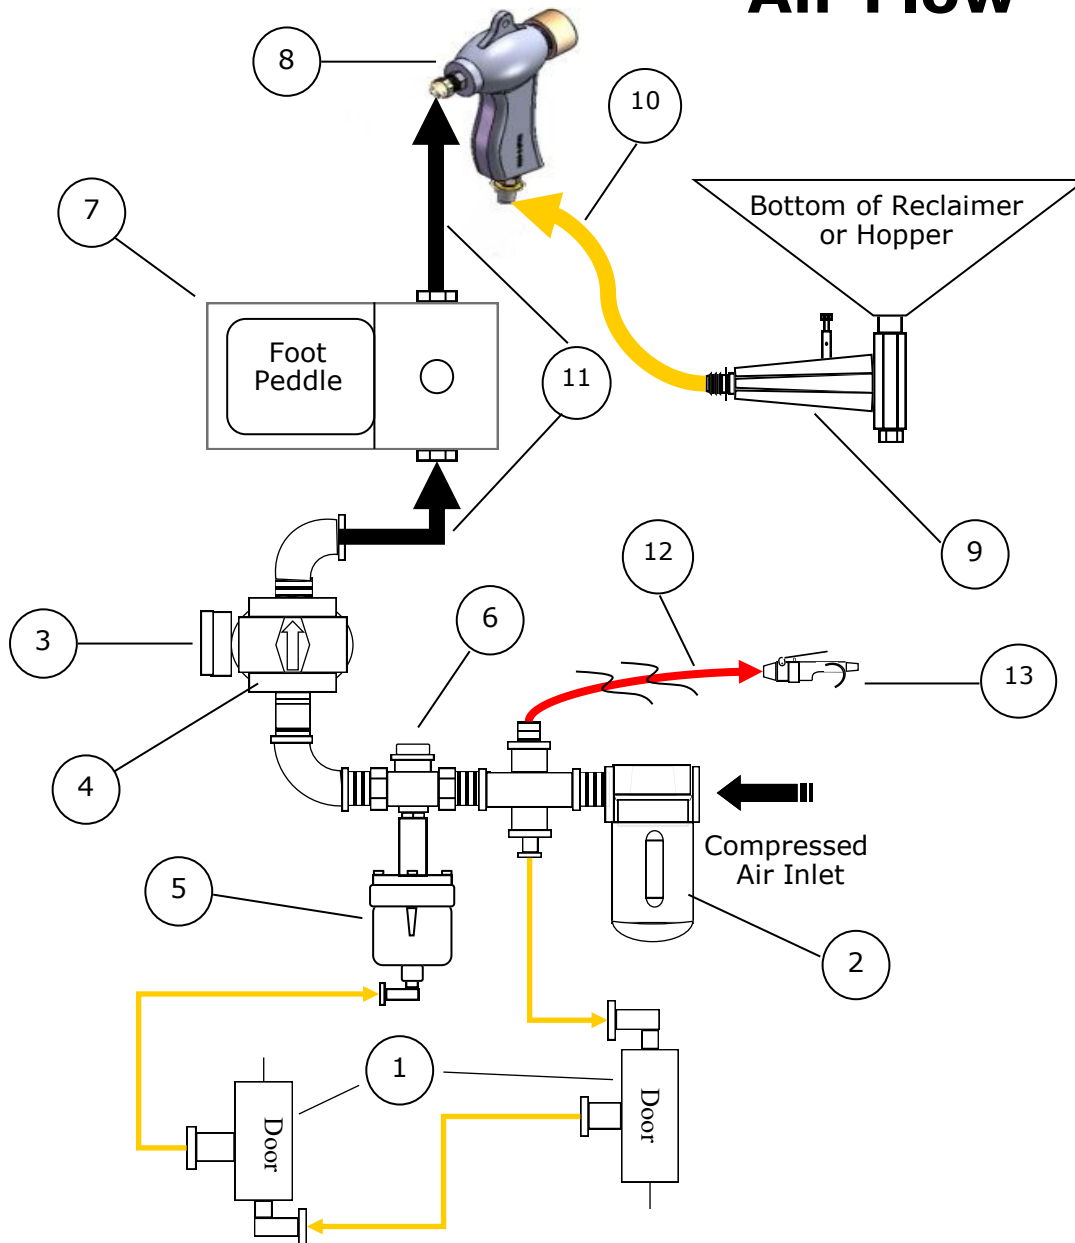 Air Flow
8
10
7
Bottom of Reclaimer
or Hopper
Foot
Peddle
11
9
12
6
3
13
4
Compressed
Air Inlet
5
2
1
Door
Door